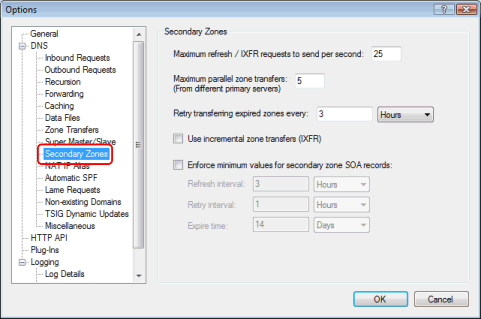 Options
General
DNS
Inbound Requests
Outbound Requests
Recursion
Forwarding
Caching
Data Files
Zone Transfers
Super Master/Slave
Secondary Zones
NAT IP Alias
Automatic SPF
Lame Requests
Non-existing Domains
TSIG Dynamic Updates
Miscellaneous
HTTP API
Plug-Ins
Logging
Log Details
Secondary Zones
Maximum refresh / IXFR requests to send per second: 25
Maximum parallel zone transfers: 5
(From different primary servers)
Retry transferring expired zones every: 3 Hours
Use incremental zone transfers (IXFR)
Enforce minimum values for secondary zone SOA records:
Refresh interval: 3 Hours
Retry interval: 1 Hours
Expire time: 14 Days
OK Cancel